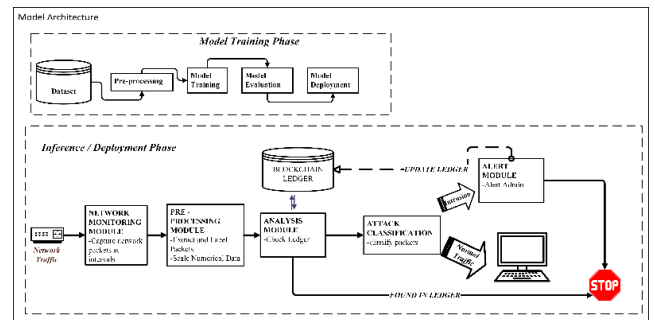 Model Architecture
Model Training Phase
Dataset
Pre-processing
Model
Training
Model
Evaluation
Model
Deployment
Inference / Deployment Phase
BLOCKCHAIN
LEDGER
UPDATE LEDGER
ALERT
MODULE
-Alert Admin
Network
Traffic
NETWORK
MONITORING
MODULE
-Capture network
packets at
intervals
PRE -
PROCESSING
MODULE
-Extract and Label
Packets
-Scale Numerical Data
ANALYSIS
MODULE
-Check Ledger
ATTACK
CLASSIFICATION
-classify packets
Intrusion
Normal
Traffic
STOP
FOUND IN LEDGER